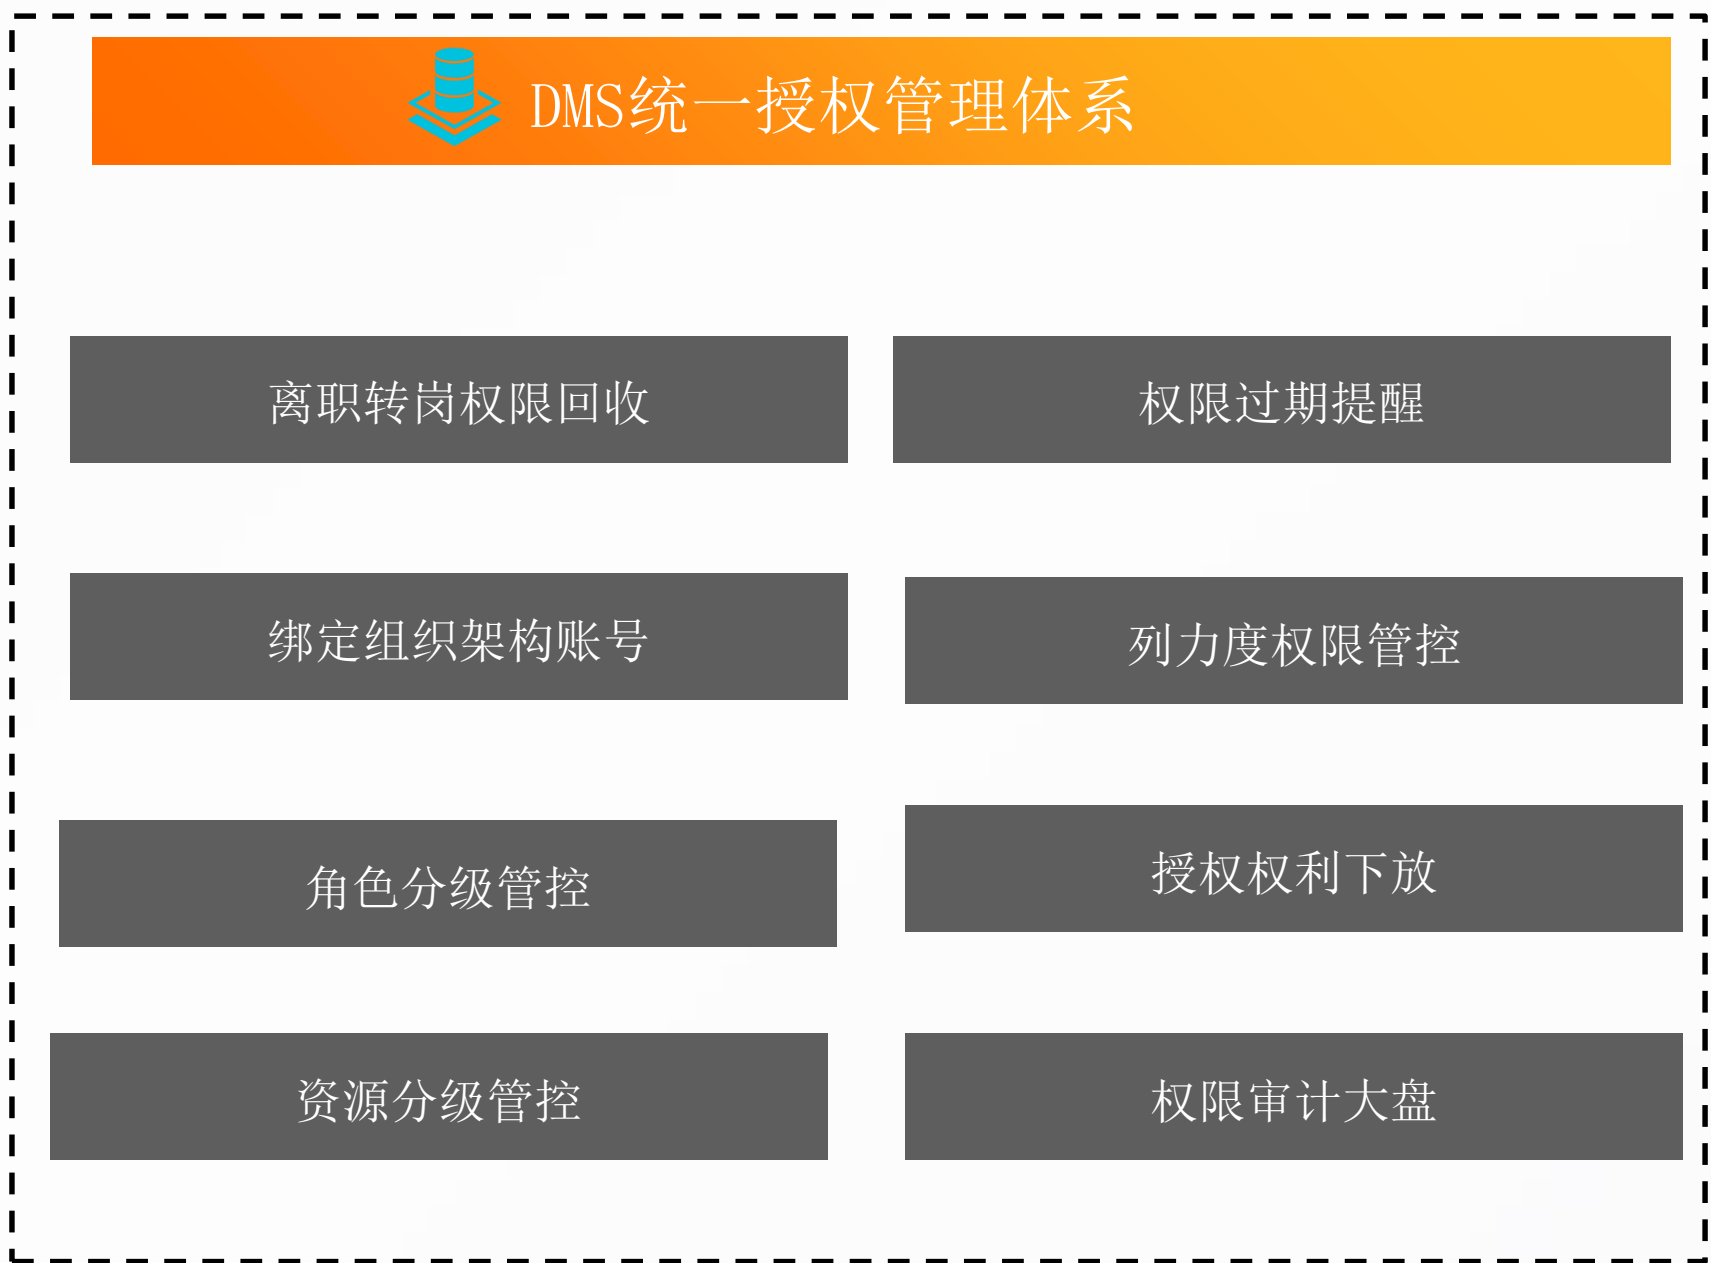 DMS统一授权管理体系
离职转岗权限回收
权限过期提醒
绑定组织架构账号
列力度权限管控
角色分级管控
授权权利下放
资源分级管控
权限审计大盘